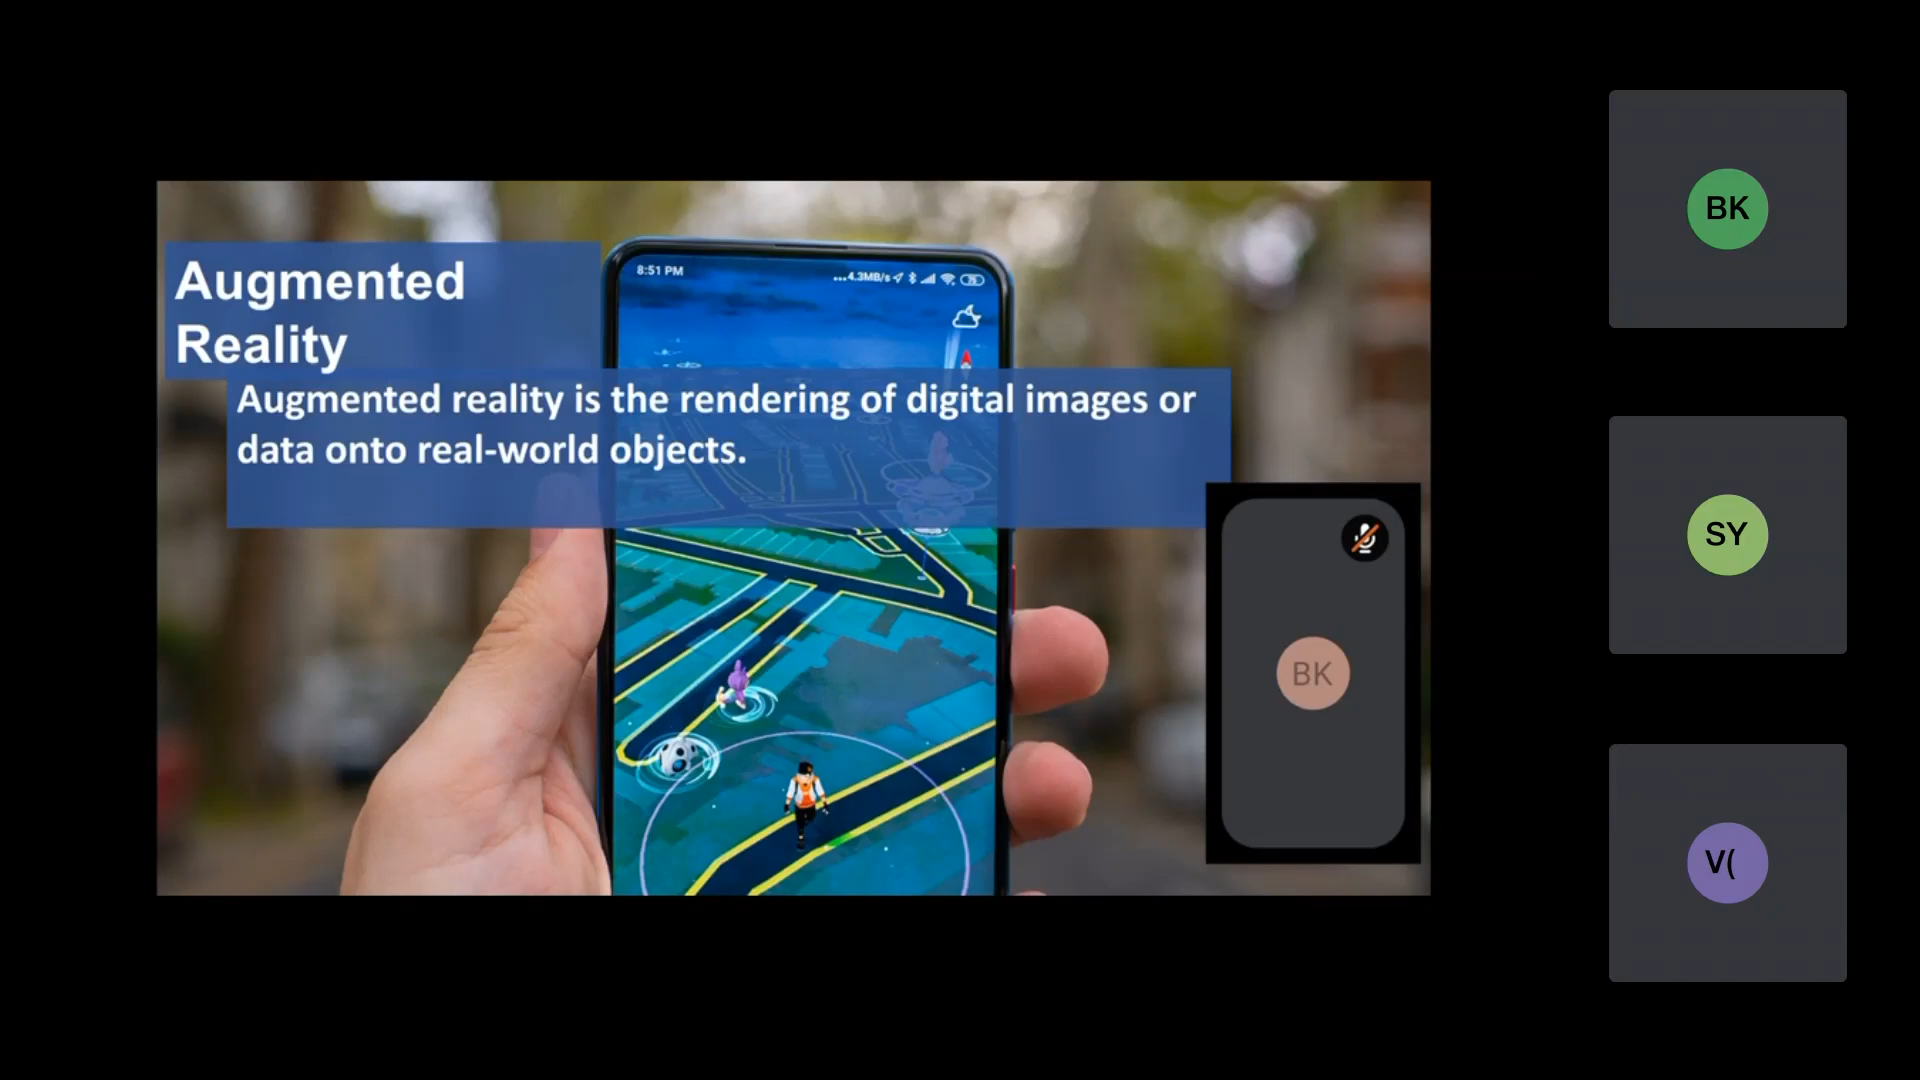 Augmented
Reality
8:51 PM
...4.3MB/s
Augmented reality is the rendering of digital images or
data onto real-world objects.
BK
BK
SY
V(